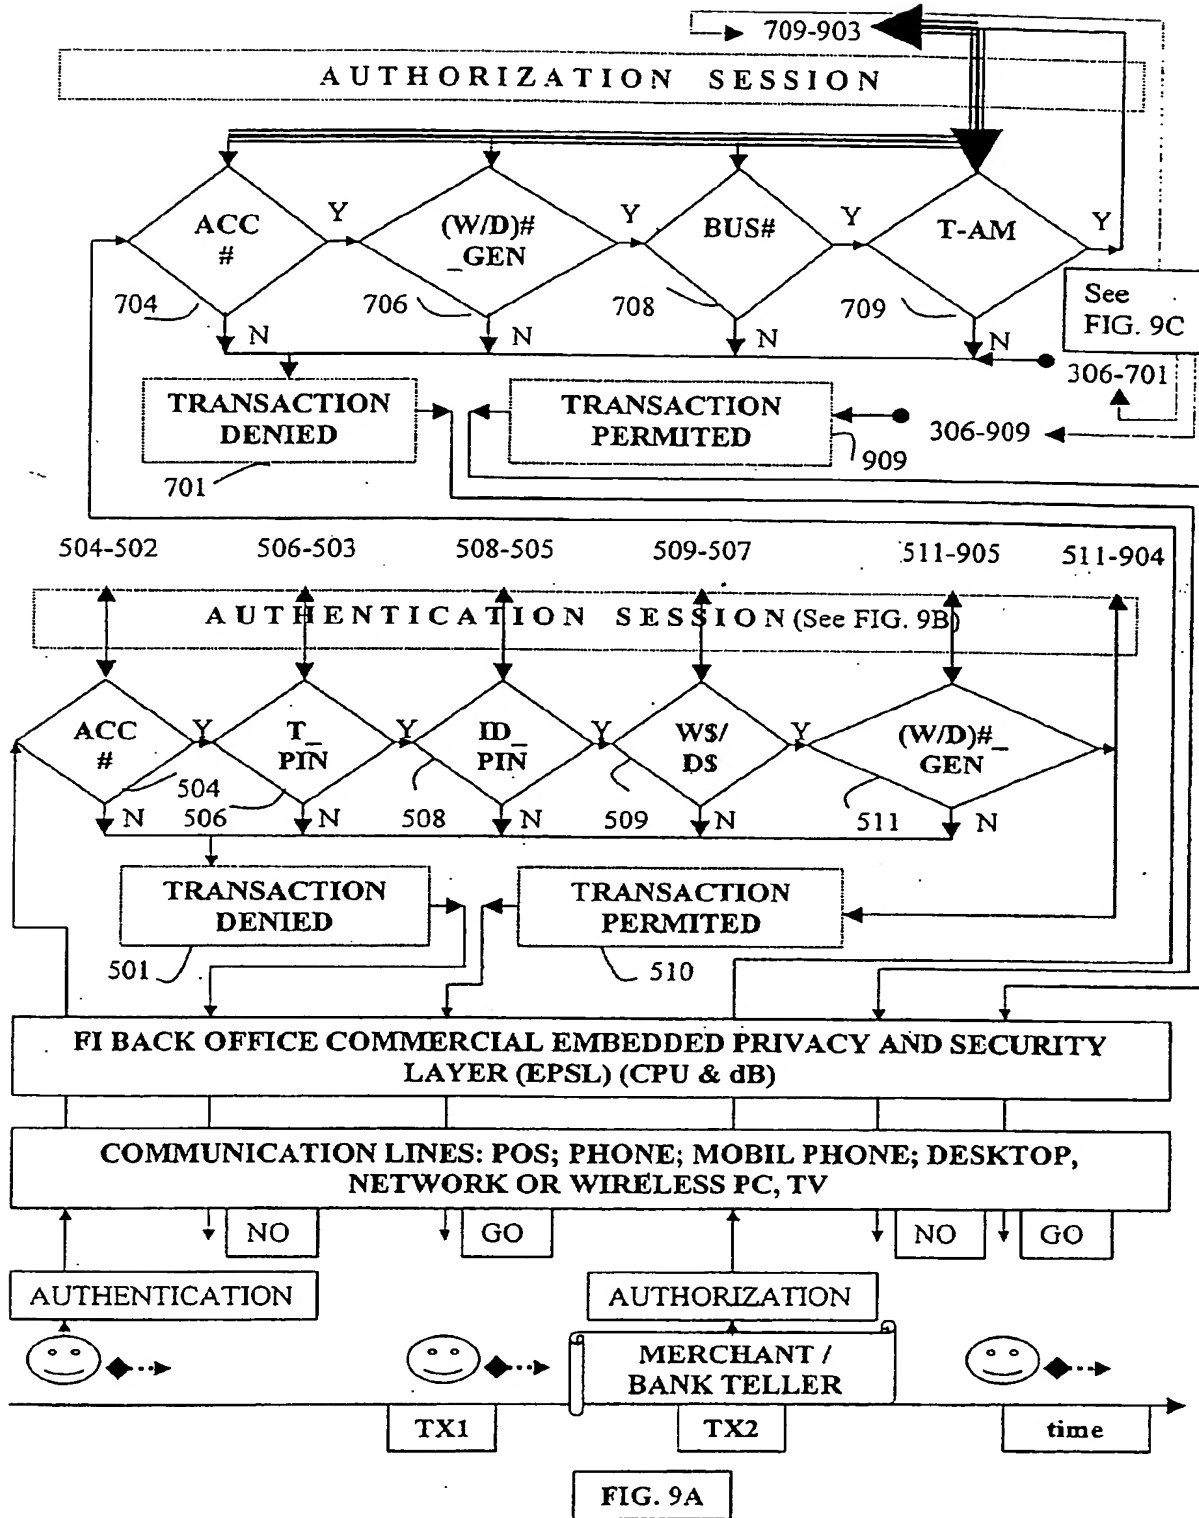 709-903
AUTHORIZATION SESSION
ACC #
Y
(W/D)# _GEN
Y
BUS#
Y
T-AM
Y
704
706
708
709
See FIG. 9C
N
N
N
N
306-701
TRANSACTION DENIED
TRANSACTION PERMITED
306-909
701
909
504-502
506-503
508-505
509-507
511-905
511-904
AUTHENTICATION SESSION (See FIG. 9B)
ACC #
Y
T_ PIN
Y
ID_ PIN
Y
W$/ D$
Y
(W/D)#_ GEN
504
506
508
509
511
N
N
N
N
N
TRANSACTION DENIED
TRANSACTION PERMITED
501
510
FI BACK OFFICE COMMERCIAL EMBEDDED PRIVACY AND SECURITY
LAYER (EPSL) (CPU & dB)
COMMUNICATION LINES: POS; PHONE; MOBIL PHONE; DESKTOP,
NETWORK OR WIRELESS PC, TV
NO
GO
NO
GO
AUTHENTICATION
AUTHORIZATION
MERCHANT /
BANK TELLER
TX1
TX2
time
FIG. 9A